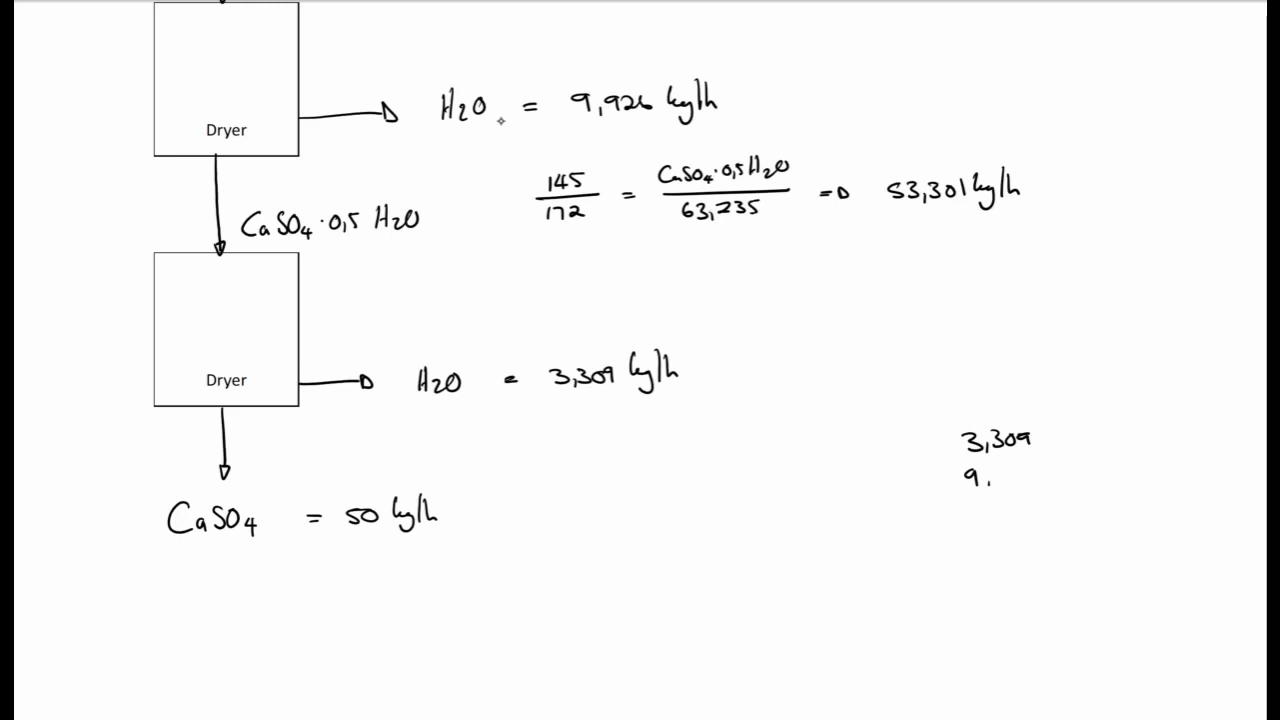 H2O = 9,926 kg/h
Dryer
145/172 = CaSO4·0,5H2O/63,235 => 53,301 kg/h
CaSO4·0,5 H2O
Dryer
H2O = 3,309 kg/h
3,309
9,
CaSO4 = 50 kg/h